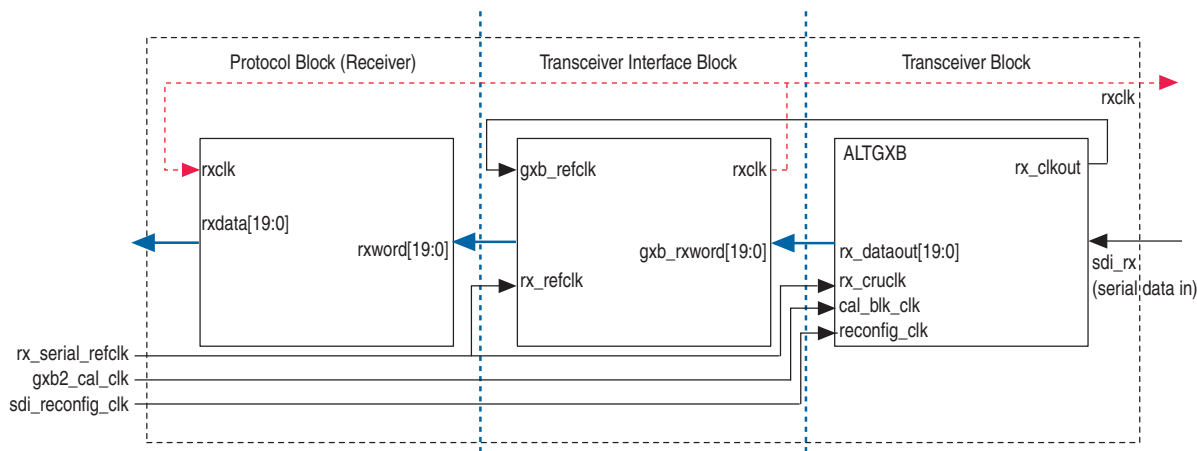 Protocol Block (Receiver)
Transceiver Interface Block
Transceiver Block
rxclk
ALTGXB
rxclk
gxb_refclk
rxclk
rx_clkout
rxdata[19:0]
rxword[19:0]
gxb_rxword[19:0]
rx_dataout[19:0]
sdi_rx
(serial data in)
rx_refclk
rx_cruclk
cal_blk_clk
reconfig_clk
rx_serial_refclk
gxb2_cal_clk
sdi_reconfig_clk